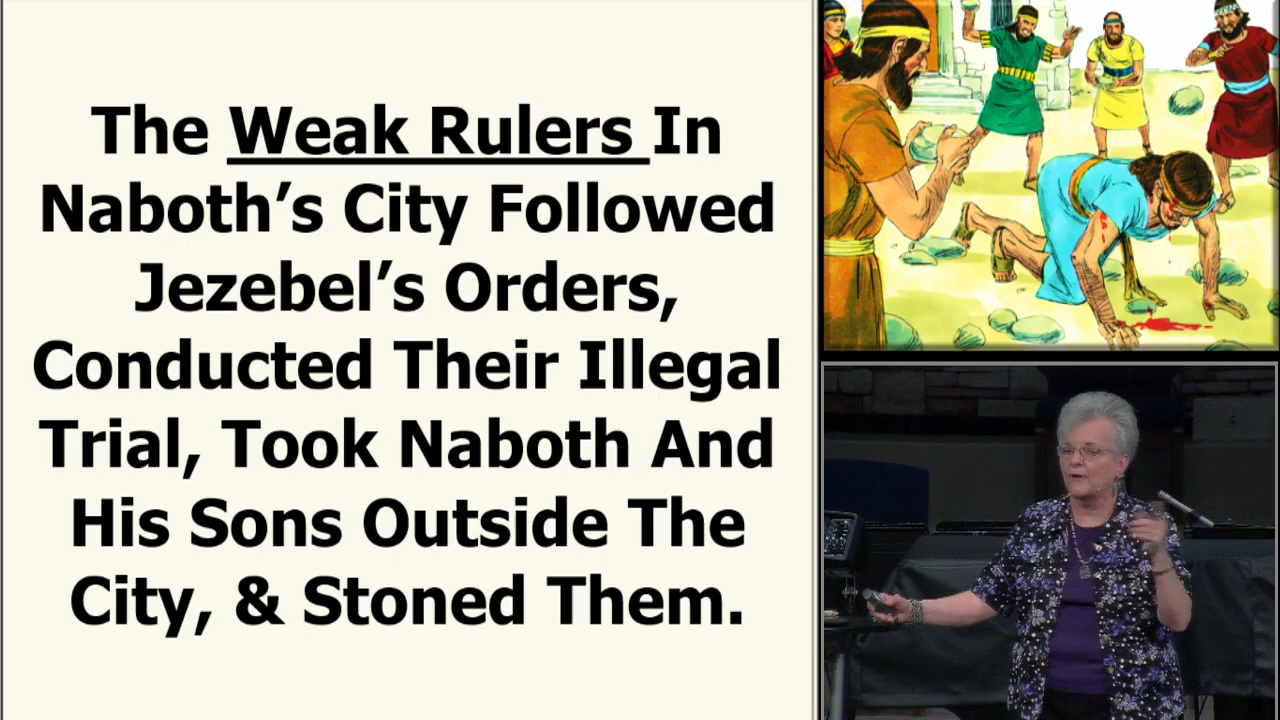 The Weak Rulers In
Naboth’s City Followed
Jezebel’s Orders,
Conducted Their Illegal
Trial, Took Naboth And
His Sons Outside The
City, & Stoned Them.